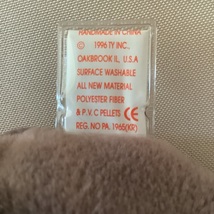 HANDMADE IN CHINA
© 1996 TY INC.,
OAKBROOK IL, U.S.A
SURFACE WASHABLE
ALL NEW MATERIAL
POLYESTER FIBER
& P.V.C PELLETS CE
REG. NO PA. 1965(KR)